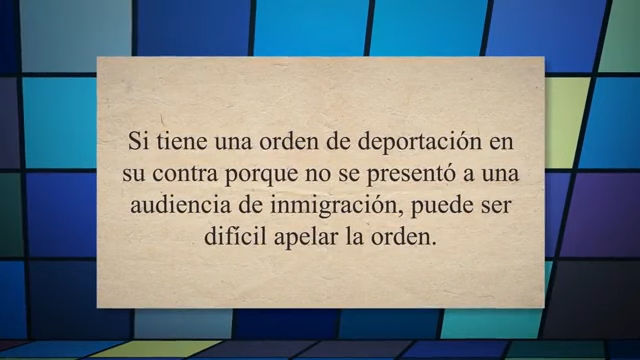 Si tiene una orden de deportación en
su contra porque no se presentó a una
audiencia de inmigración, puede ser
difícil apelar la orden.